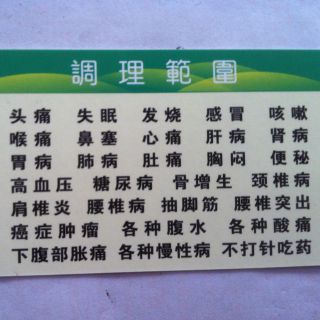 調理範圍
头痛 失眠 发烧 感冒 咳嗽
喉痛 鼻塞 心痛 肝病 肾病
胃病 肺病 肚痛 胸闷 便秘
高血压 糖尿病 骨增生 颈椎病
肩椎炎 腰椎病 抽脚筋 腰椎突出
癌症肿瘤 各种腹水 各种酸痛
下腹部胀痛 各种慢性病 不打针吃药